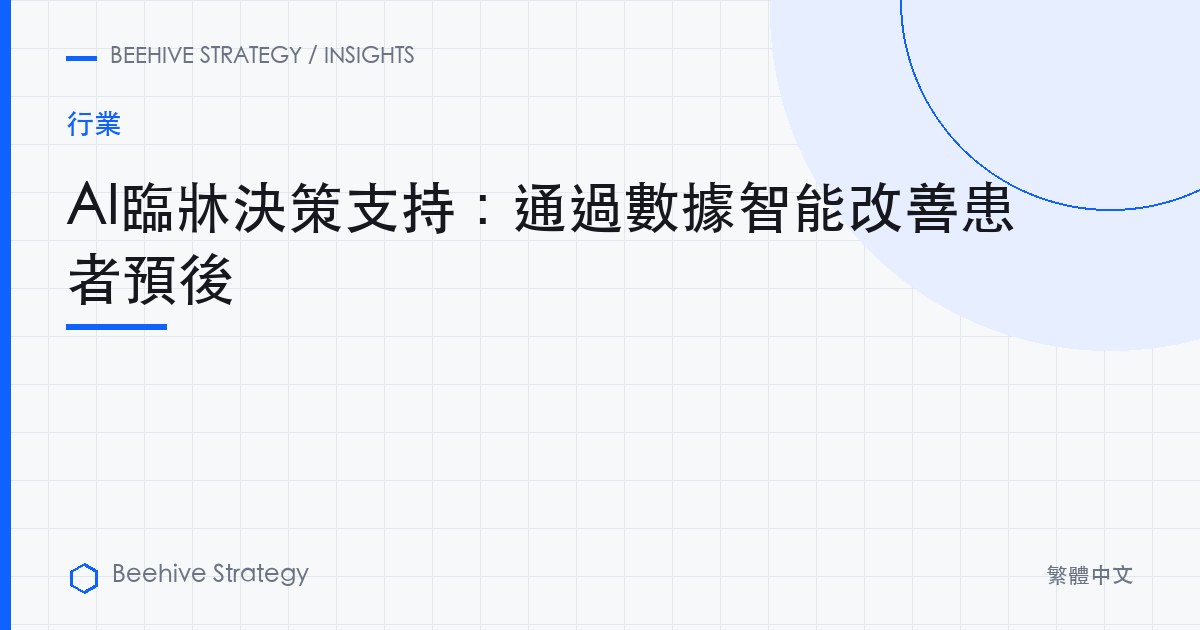 BEEHIVE STRATEGY / INSIGHTS
行業
AI臨牀決策支持：通過數據智能改善患
者預後
Beehive Strategy
繁體中文